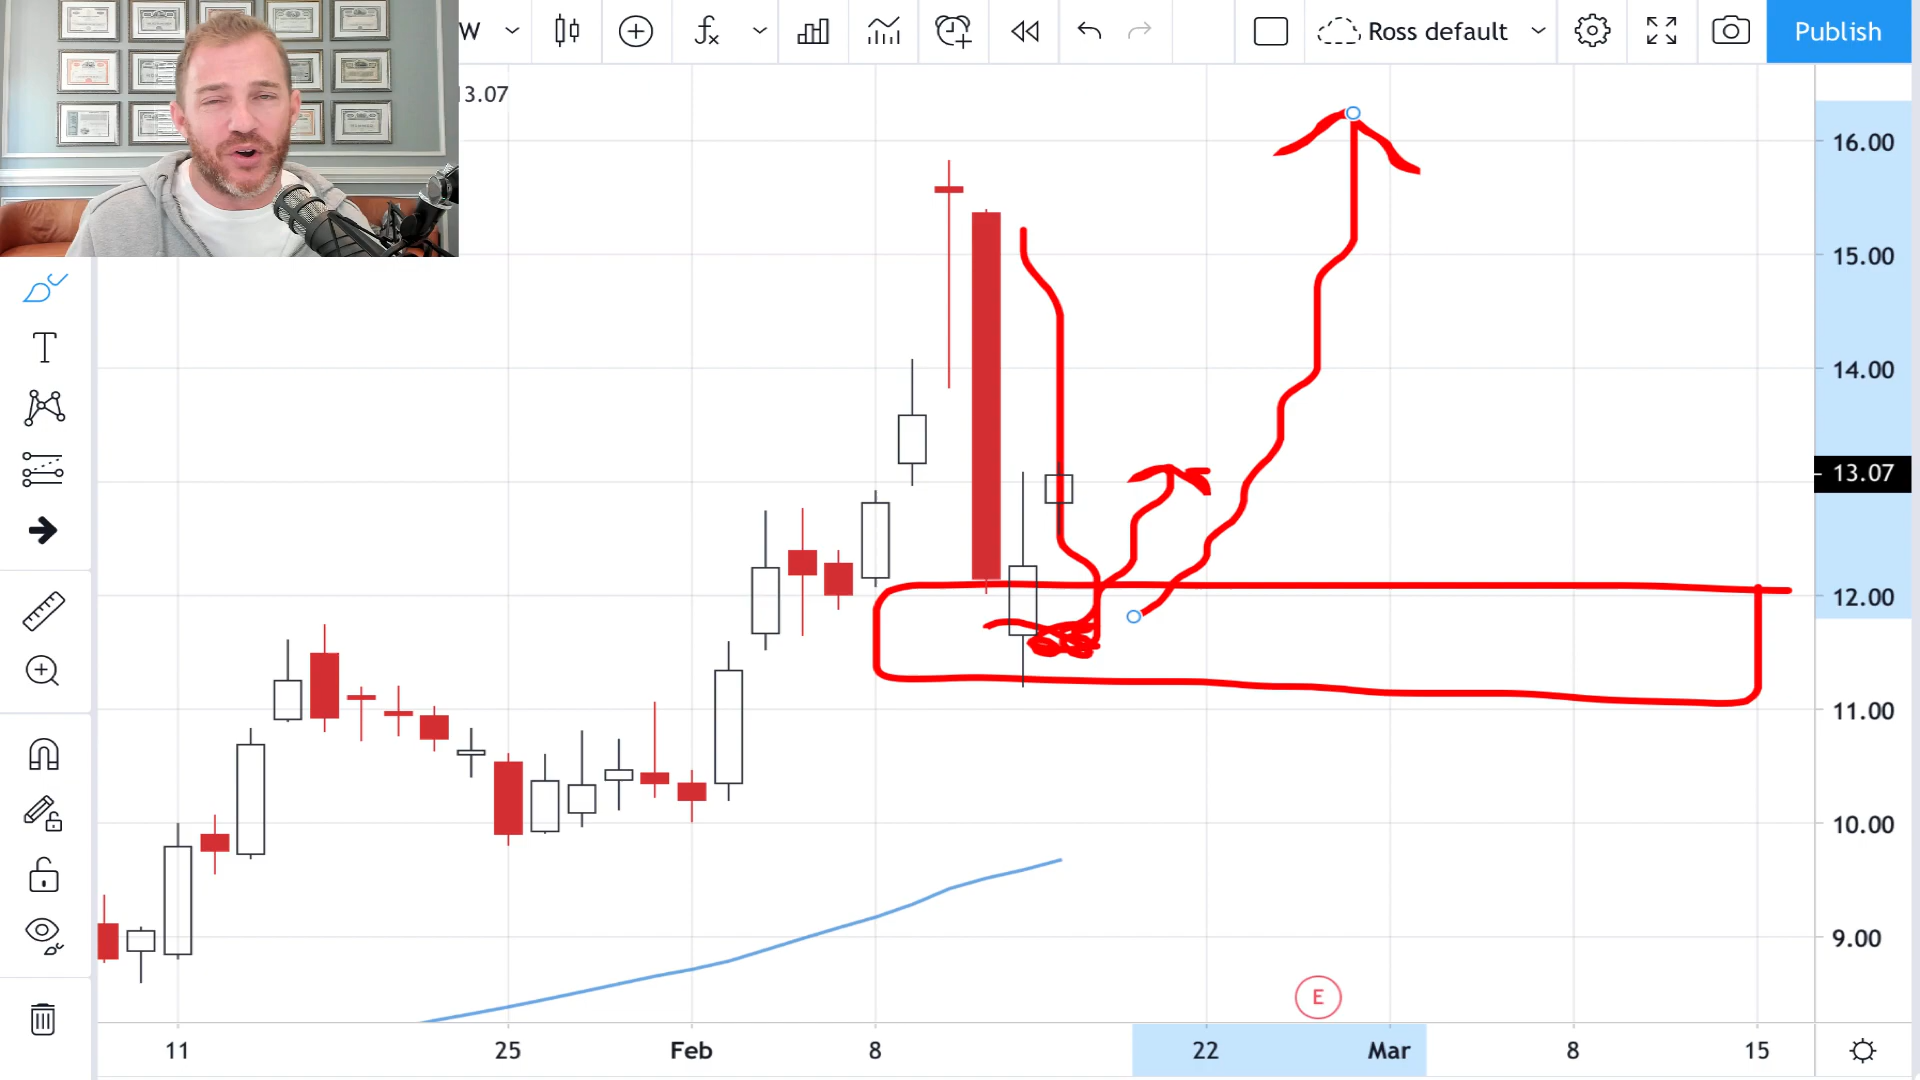 W
Ross default
Publish
13.07
16.00
15.00
14.00
13.07
12.00
11.00
10.00
9.00
E
11 25 Feb 8 22 Mar 8 15